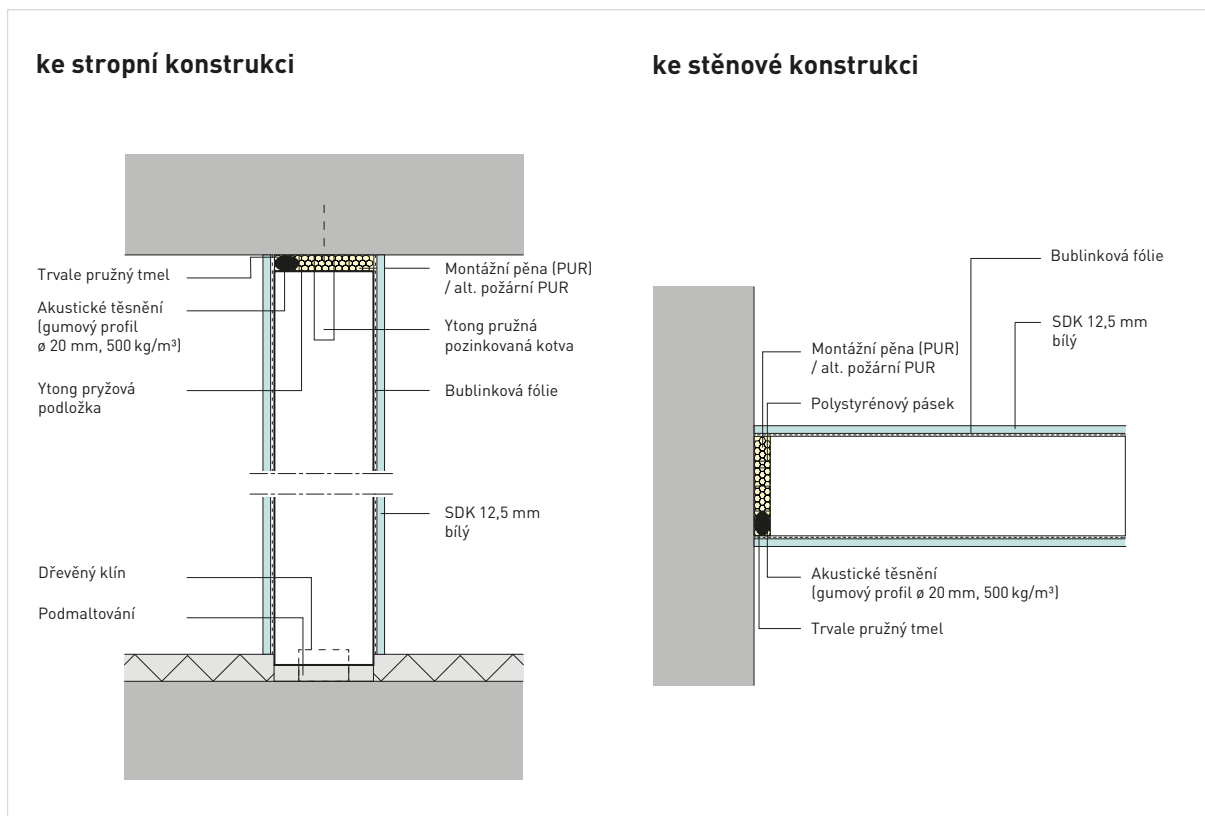 ke stropní konstrukci
Trvale pružný tmel
Akustické těsnění
(gumový profil
ø 20 mm, 500 kg/m³)
Ytong pryžová
podložka
Dřevěný klín
Podmaltování
Montážní pěna (PUR)
/ alt. požární PUR
Ytong pružná
pozinkovaná kotva
Bublinková fólie
SDK 12,5 mm
bílý
ke stěnové konstrukci
Bublinková fólie
SDK 12,5 mm
bílý
Montážní pěna (PUR)
/ alt. požární PUR
Polystyrénový pásek
Akustické těsnění
(gumový profil ø 20 mm, 500 kg/m³)
Trvale pružný tmel